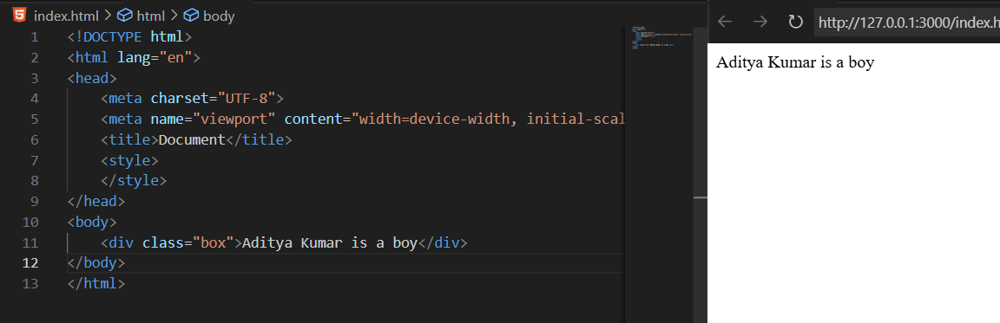 index.html > html > body
1 <!DOCTYPE html>
2 <html lang="en">
3 <head>
4 <meta charset="UTF-8">
5 <meta name="viewport" content="width=device-width, initial-scal
6 <title>Document</title>
7 <style>
8 </style>
9 </head>
10 <body>
11 <div class="box">Aditya Kumar is a boy</div>
12 </body>
13 </html>
http://127.0.0.1:3000/index.h
Aditya Kumar is a boy